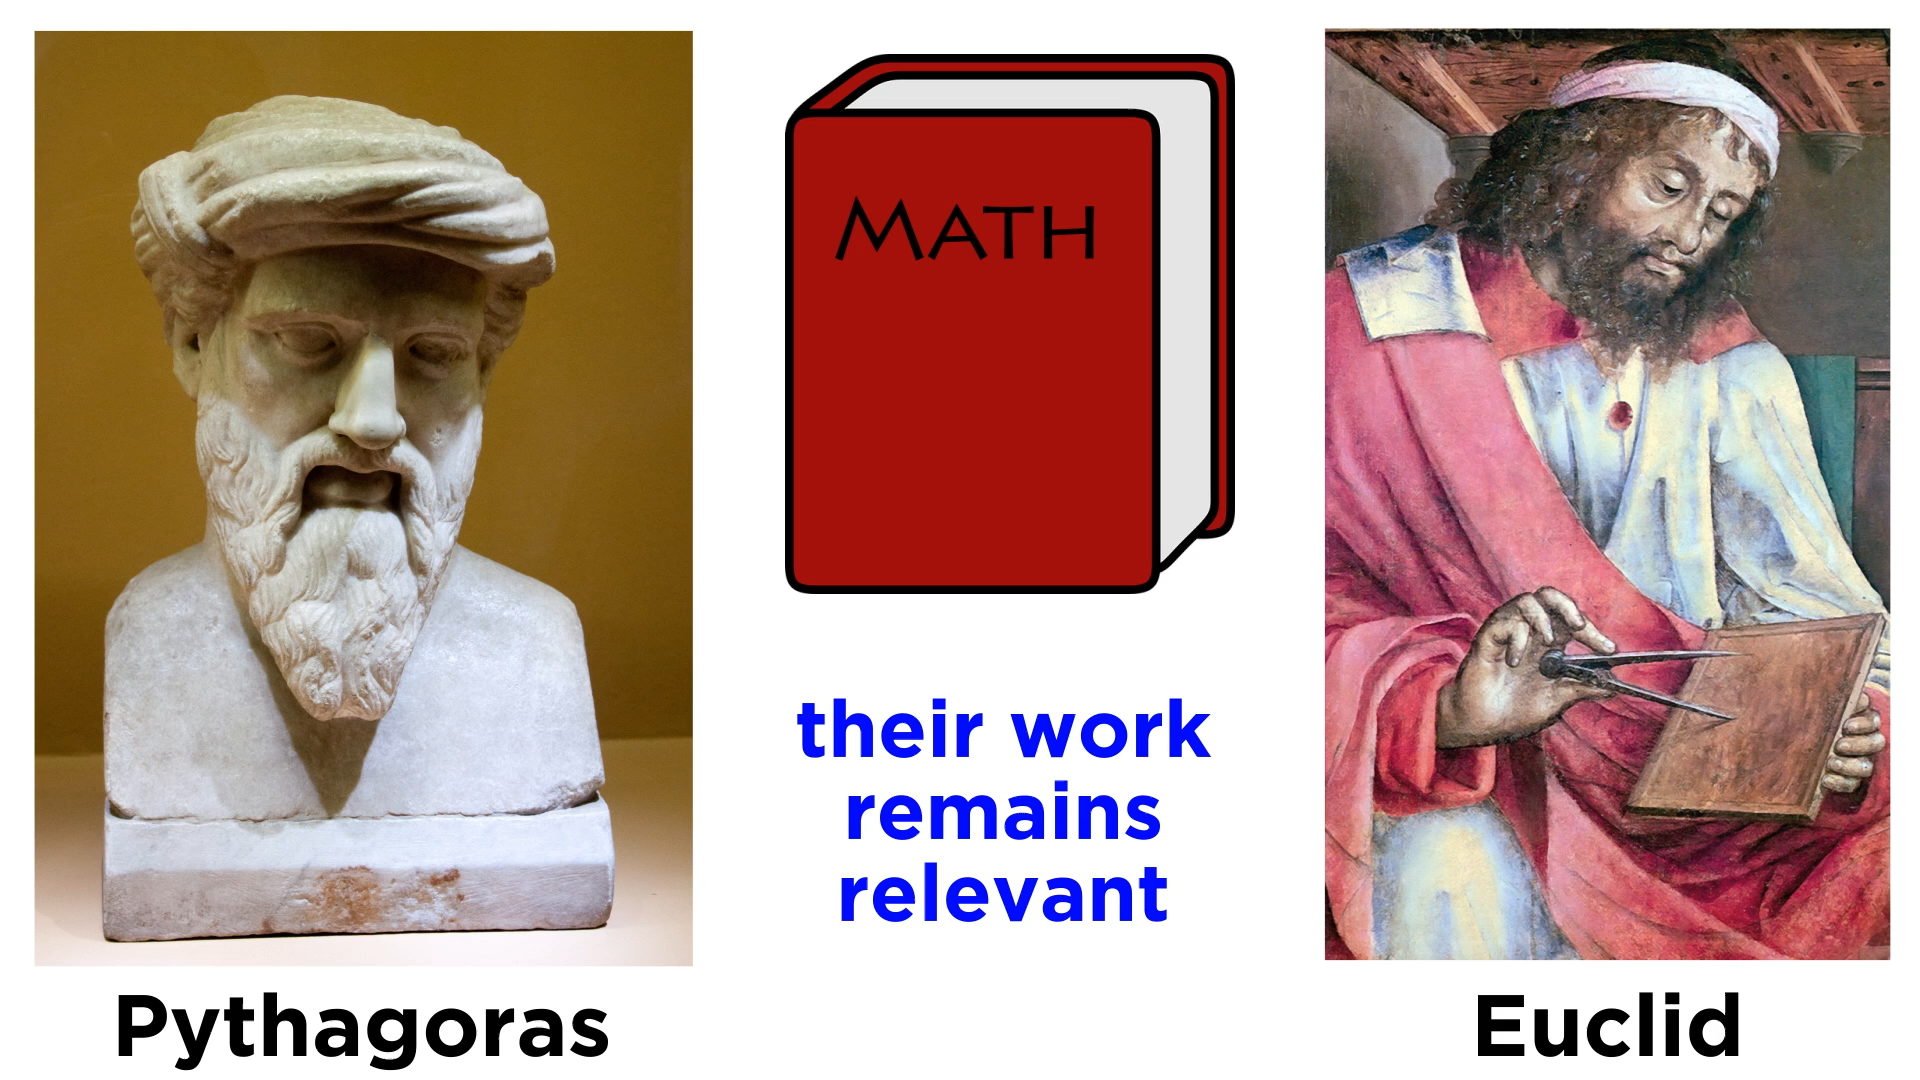 MATH
their work
remains
relevant
Pythagoras
Euclid